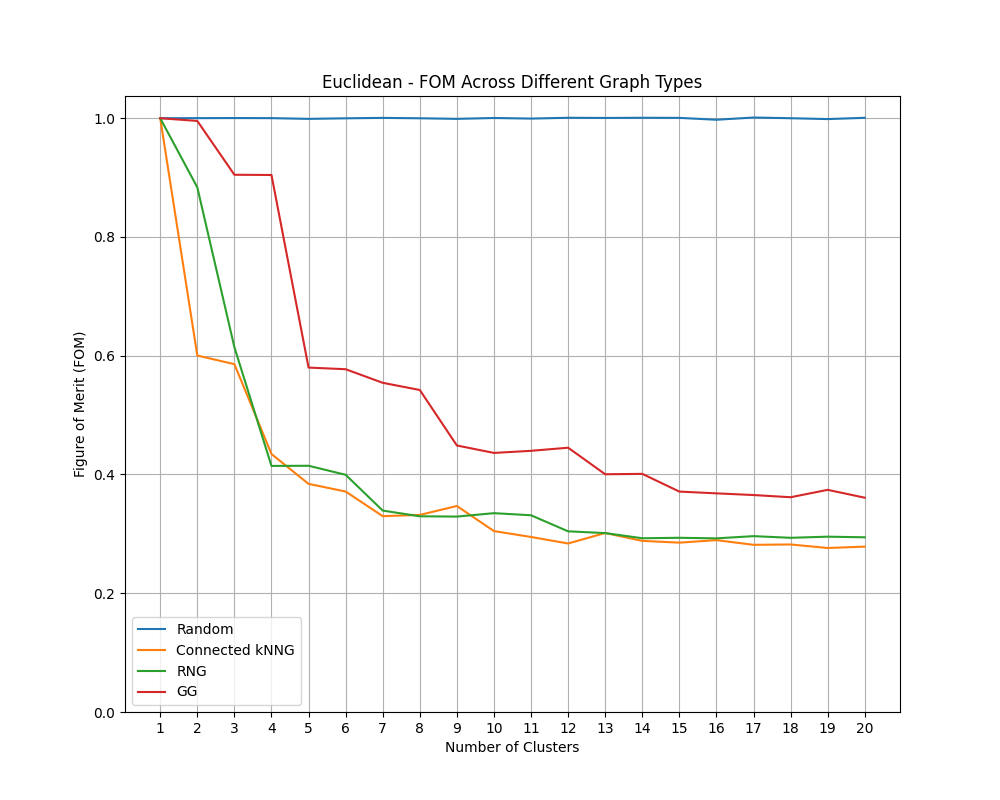 Euclidean - FOM Across Different Graph Types
1.0
0.8
0.6
0.4
0.2
0.0
Figure of Merit (FOM)
Random
Connected kNNG
RNG
GG
1 2 3 4 5 6 7 8 9 10 11 12 13 14 15 16 17 18 19 20
Number of Clusters